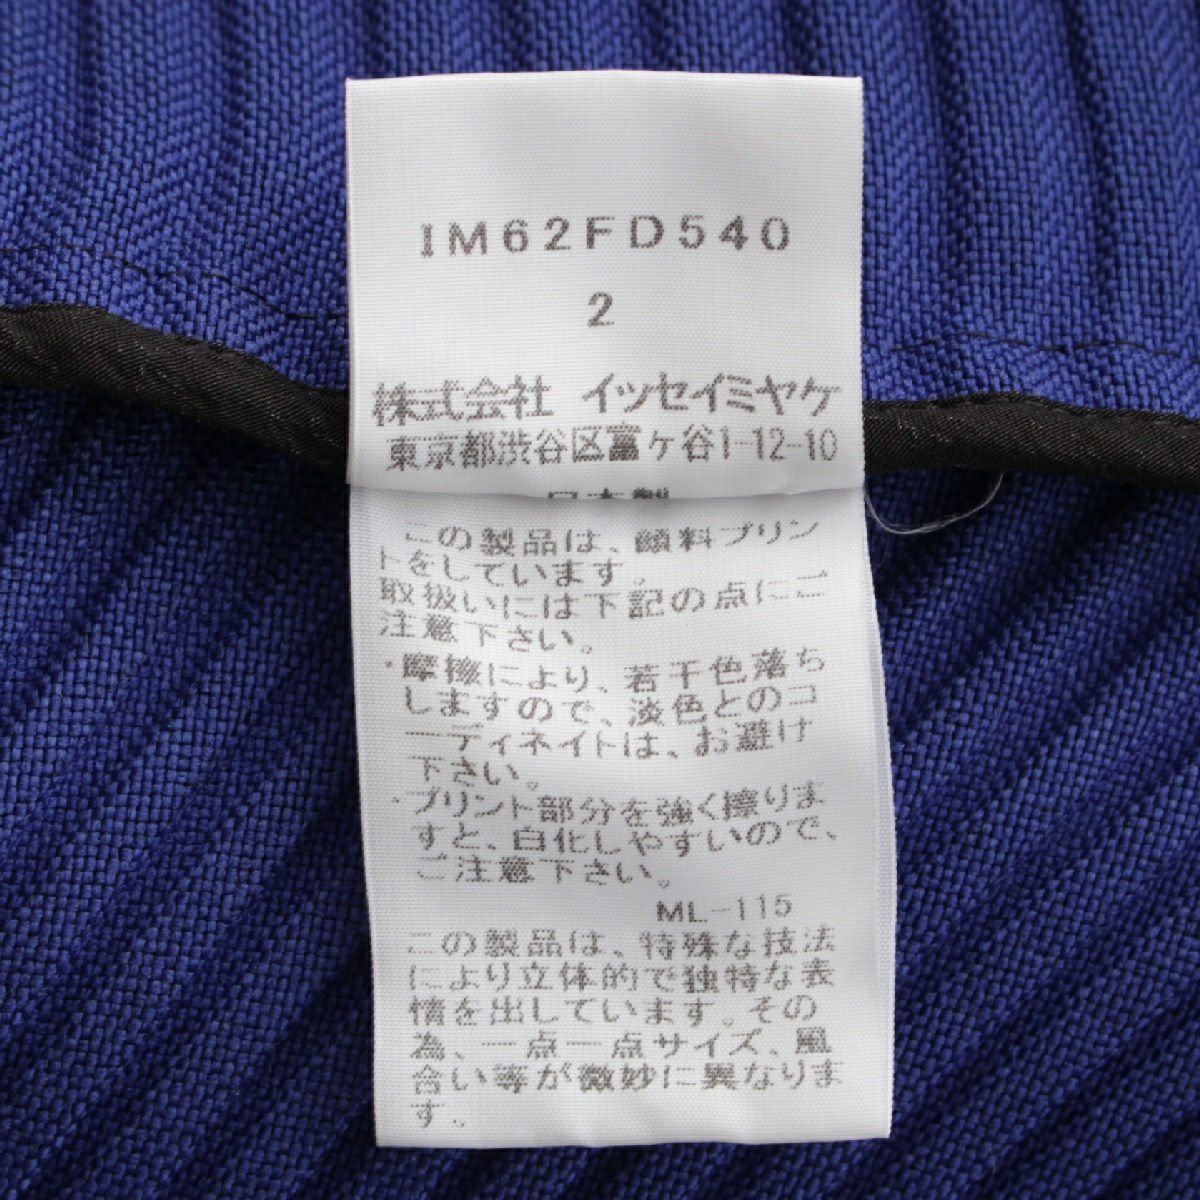 IM62FD540
2
株式会社 イッセイミヤケ
東京都渋谷区富ヶ谷1-12-10
日本製
この製品は、顔料プリン
トをしています。
取扱いには下記の点にご
注意下さい。
・摩擦により、若干色落ち
しますので、淡色とのコ
ーディネイトは、お避け
下さい。
・プリント部分を強く擦りま
すと、白化しやすいので、
ご注意下さい。
ML-115
この製品は、特殊な技法
により立体的で独特な表
情を出しています。その
為、一点一点サイズ、風
合い等が微妙に異なりま
す。